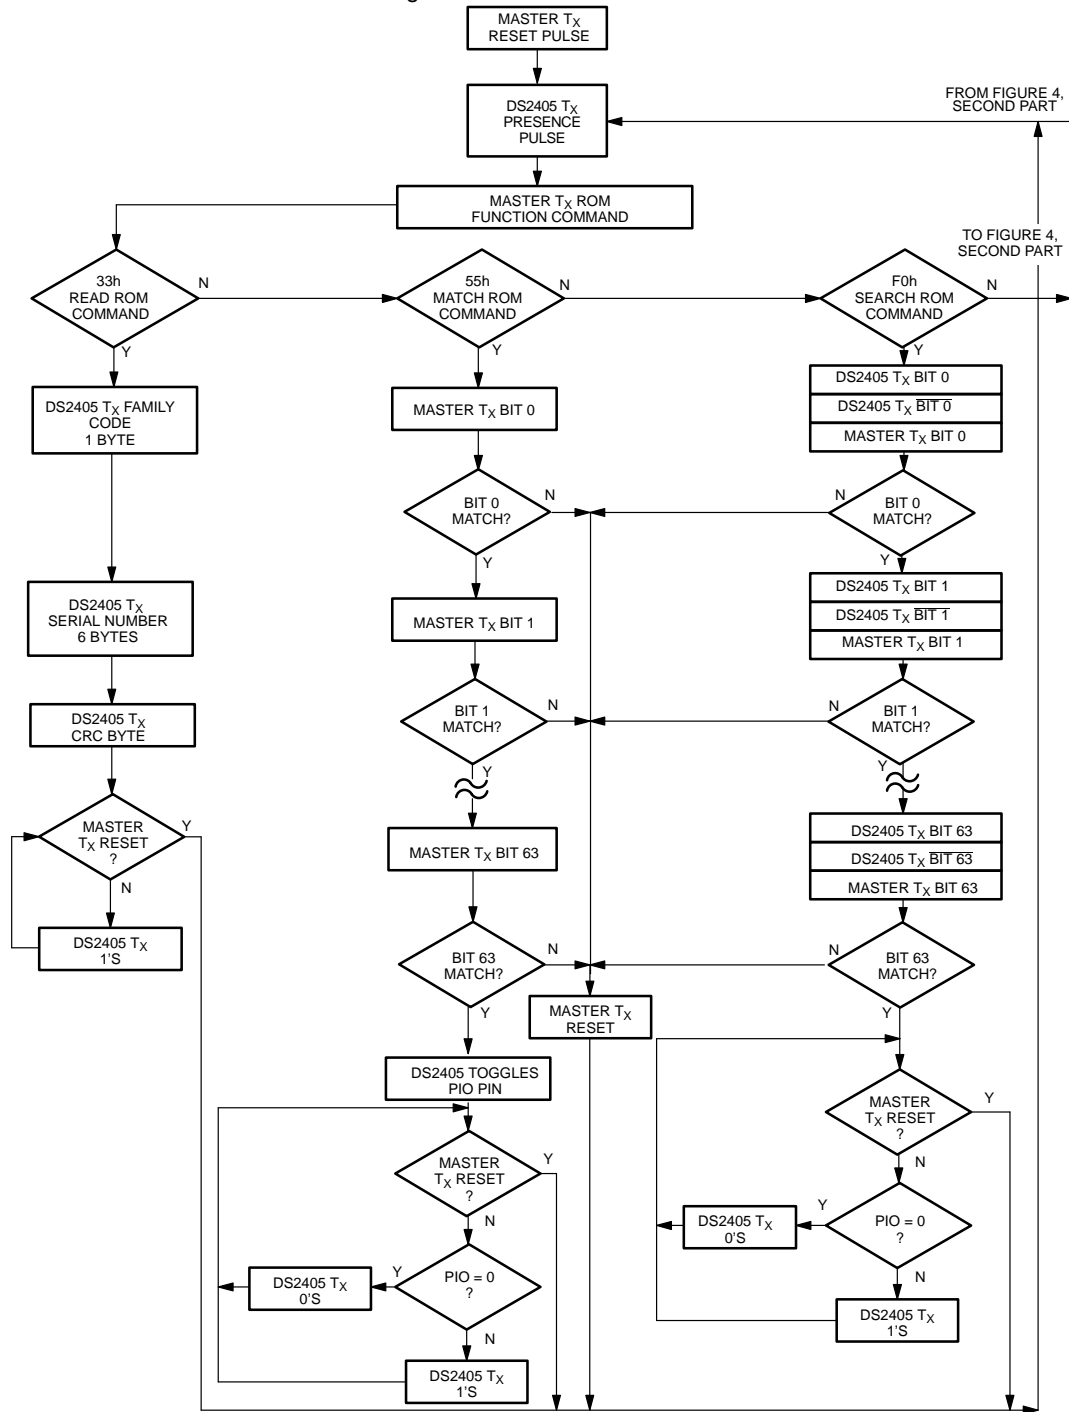 MASTER TX
RESET PULSE
DS2405 TX
PRESENCE
PULSE
FROM FIGURE 4,
SECOND PART
MASTER TX ROM
FUNCTION COMMAND
TO FIGURE 4,
SECOND PART
33h
READ ROM
COMMAND
N
Y
55h
MATCH ROM
COMMAND
N
Y
F0h
SEARCH ROM
COMMAND
N
Y
DS2405 TX FAMILY
CODE
1 BYTE
DS2405 TX
SERIAL NUMBER
6 BYTES
DS2405 TX
CRC BYTE
MASTER
TX RESET
?
Y
N
DS2405 TX
1'S
MASTER TX BIT 0
BIT 0
MATCH?
N
Y
MASTER TX BIT 1
BIT 1
MATCH?
N
Y
MASTER TX BIT 63
BIT 63
MATCH?
N
Y
DS2405 TOGGLES
PIO PIN
MASTER
TX RESET
?
Y
N
PIO = 0
?
Y
N
DS2405 TX
0'S
DS2405 TX
1'S
MASTER TX
RESET
DS2405 TX BIT 0
DS2405 TX BIT 0
MASTER TX BIT 0
BIT 0
MATCH?
N
Y
DS2405 TX BIT 1
DS2405 TX BIT 1
MASTER TX BIT 1
BIT 1
MATCH?
N
Y
DS2405 TX BIT 63
DS2405 TX BIT 63
MASTER TX BIT 63
BIT 63
MATCH?
N
Y
MASTER
TX RESET
?
Y
N
PIO = 0
?
Y
N
DS2405 TX
0'S
DS2405 TX
1'S